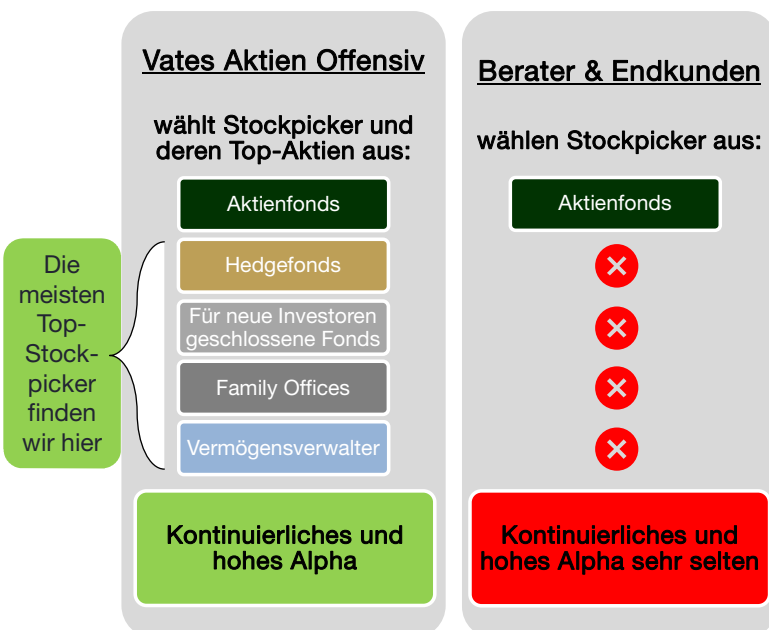 Vates Aktien Offensiv
wählt Stockpicker und
deren Top-Aktien aus:
Aktienfonds
Hedgefonds
Für neue Investoren
geschlossene Fonds
Family Offices
Vermögensverwalter
Kontinuierliches und
hohes Alpha
Die
meisten
Top-
Stock-
picker
finden
wir hier
Berater & Endkunden
wählen Stockpicker aus:
Aktienfonds
Kontinuierliches und
hohes Alpha sehr selten